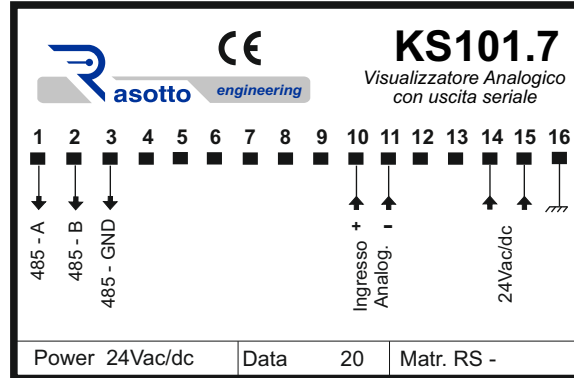 CE KS101.7
Rasotto engineering
Visualizzatore Analogico
con uscita seriale
1 2 3 4 5 6 7 8 9 10 11 12 13 14 15 16
485 - A
485 - B
485 - GND
Ingresso +
Analog. -
24Vac/dc
Power 24Vac/dc Data 20 Matr. RS -